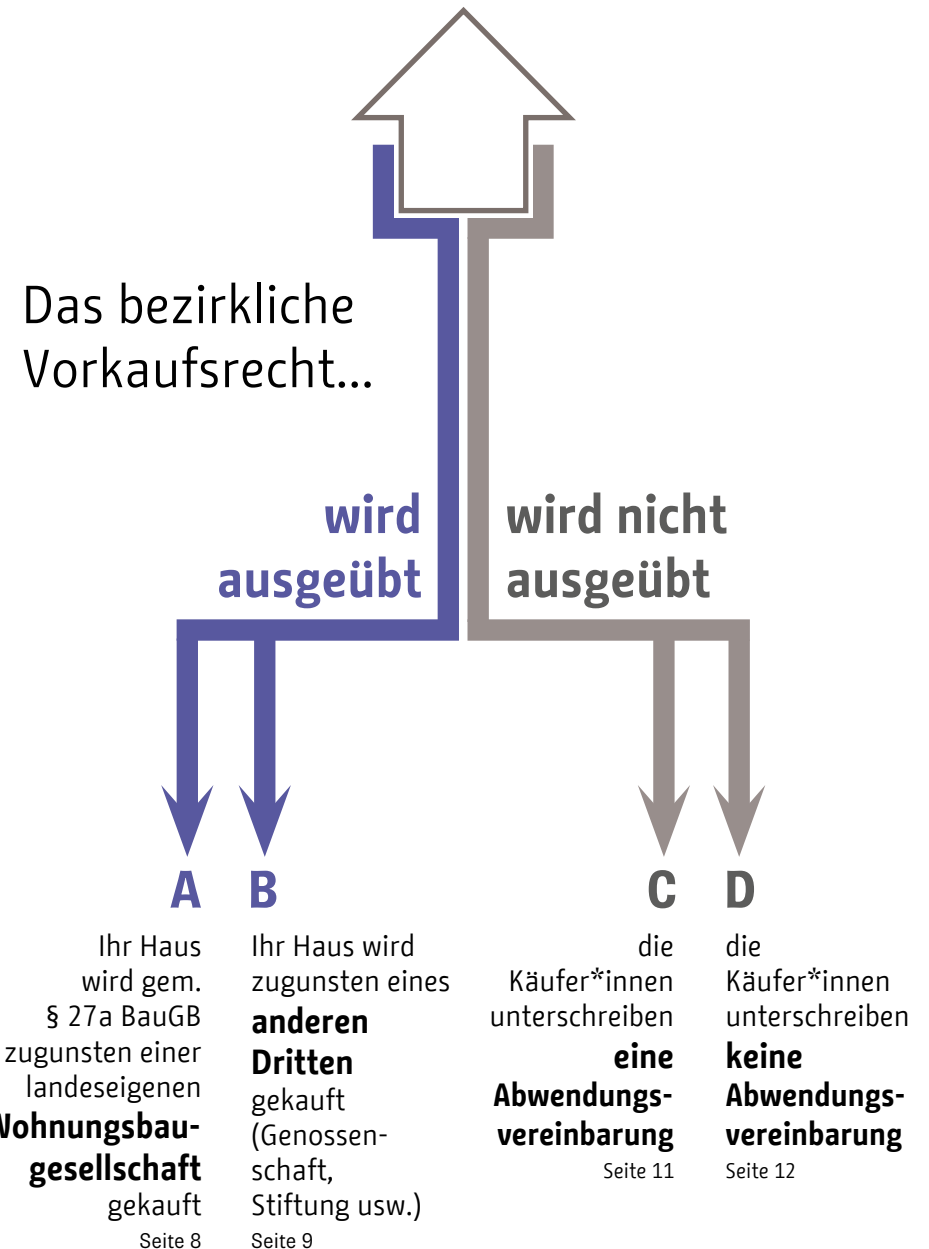 Das bezirkliche
Vorkaufsrecht...
wird
ausgeübt
wird nicht
ausgeübt
A
Ihr Haus
wird gem.
§ 27a BauGB
zugunsten einer
landeseigenen
Wohnungsbau-
gesellschaft
gekauft
Seite 8
B
Ihr Haus wird
zugunsten eines
anderen
Dritten
gekauft
(Genossen-
schaft,
Stiftung usw.)
Seite 9
C
die
Käufer*innen
unterschreiben
eine
Abwendungs-
vereinbarung
Seite 11
D
die
Käufer*innen
unterschreiben
keine
Abwendungs-
vereinbarung
Seite 12